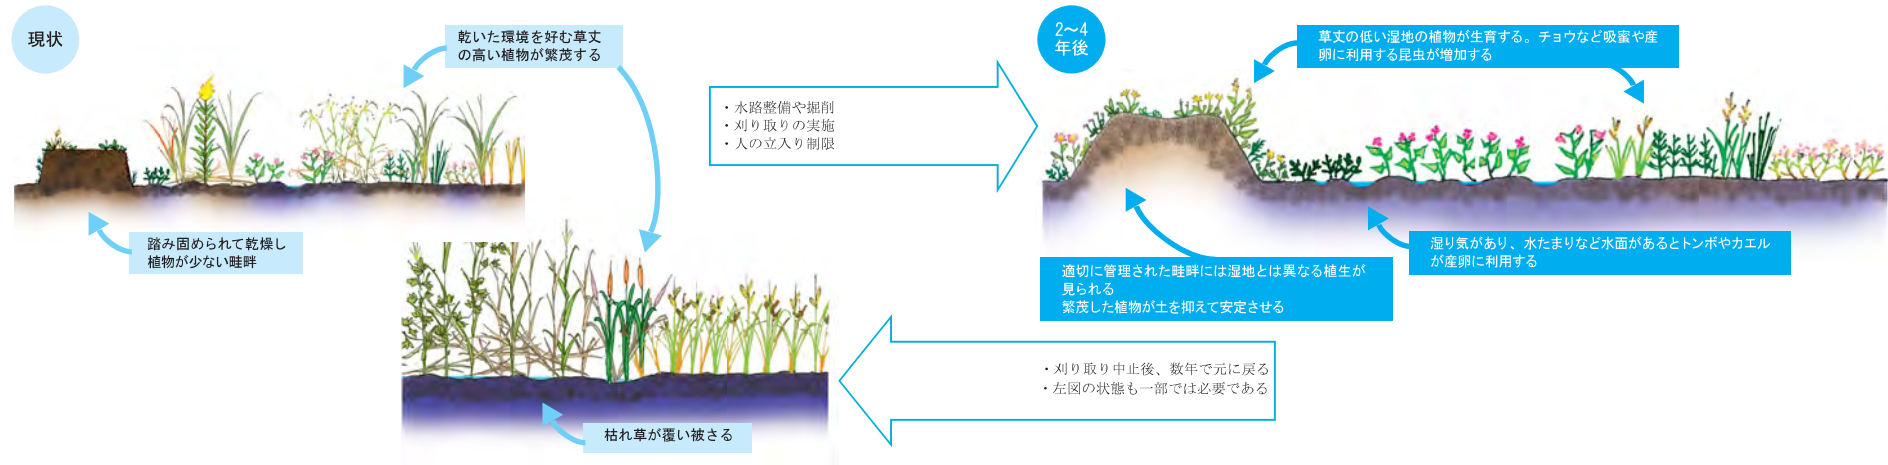 現状
乾いた環境を好む草丈
の高い植物が繁茂する
踏み固められて乾燥し
植物が少ない畦畔
枯れ草が覆い被さる
・水路整備や掘削
・刈り取りの実施
・人の立入り制限
2〜4
年後
草丈の低い湿地の植物が生育する。チョウなど吸蜜や産
卵に利用する昆虫が増加する
適切に管理された畦畔には湿地とは異なる植生が
見られる
繁茂した植物が土を抑えて安定させる
湿り気があり、水たまりなど水面があるとトンボやカエル
が産卵に利用する
・刈り取り中止後、数年で元に戻る
・左図の状態も一部では必要である